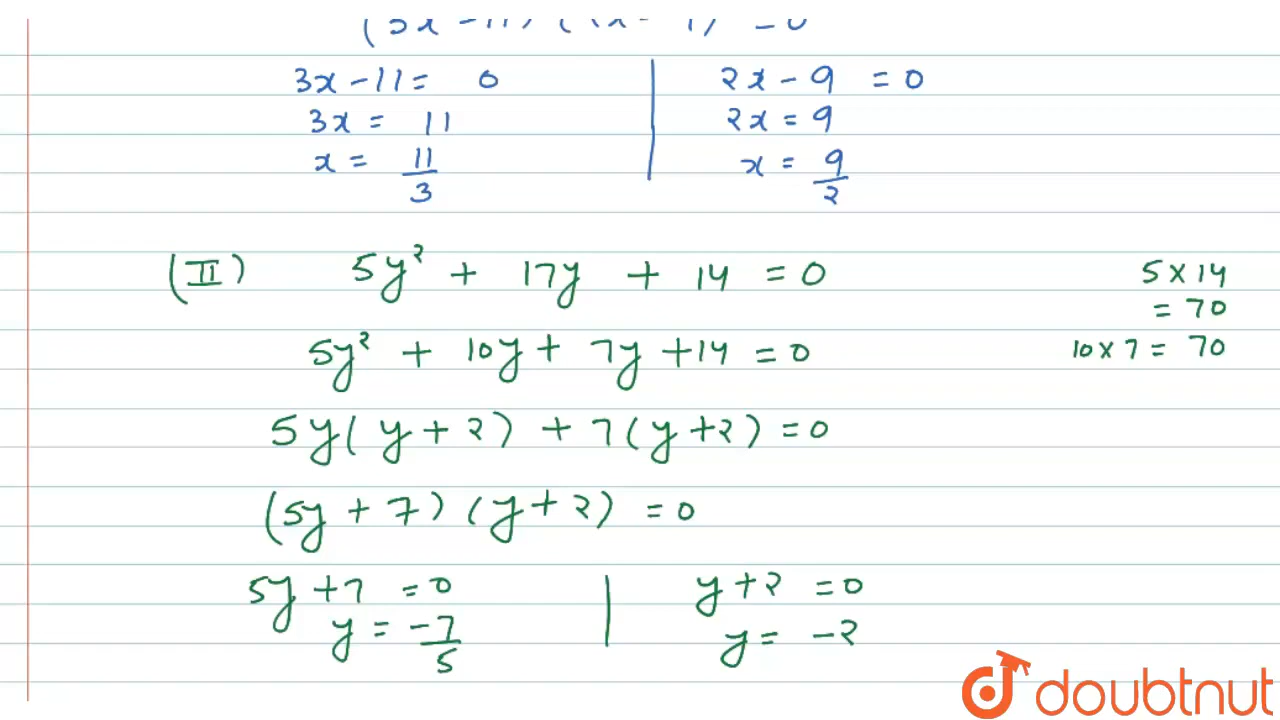 3x - 11 = 0 | 2x - 9 = 0
3x = 11 | 2x = 9
x = 11/3 | x = 9/2
(II) 5y² + 17y + 14 = 0
5 × 14
= 70
5y² + 10y + 7y + 14 = 0
10 × 7 = 70
5y(y + 2) + 7(y + 2) = 0
(5y + 7)(y + 2) = 0
5y + 7 = 0 | y + 2 = 0
y = -7/5 | y = -2
doubtnut